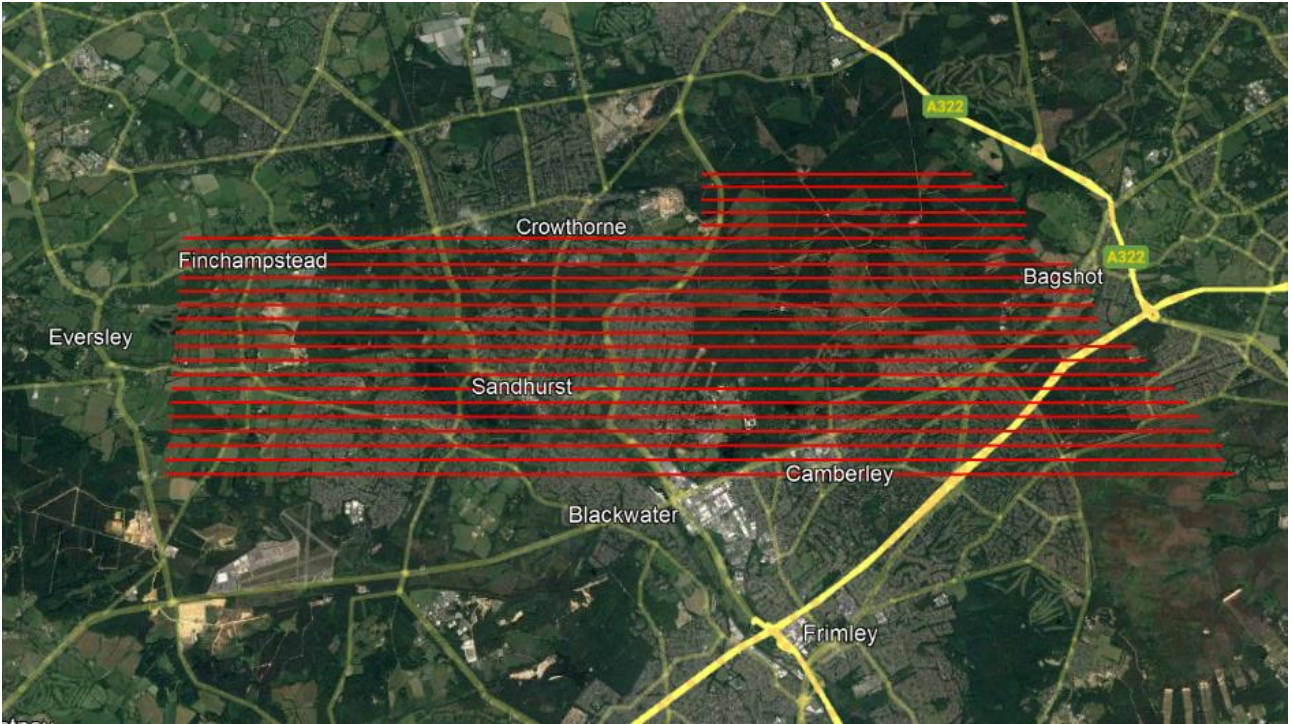 A322
Crowthorne
A322
Finchampstead
Bagshot
Eversley
Sandhurst
Camberley
Blackwater
Frimley